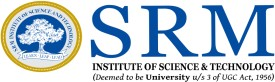 SRM
INSTITUTE OF SCIENCE & TECHNOLOGY
(Deemed to be University u/s 3 of UGC Act, 1956)